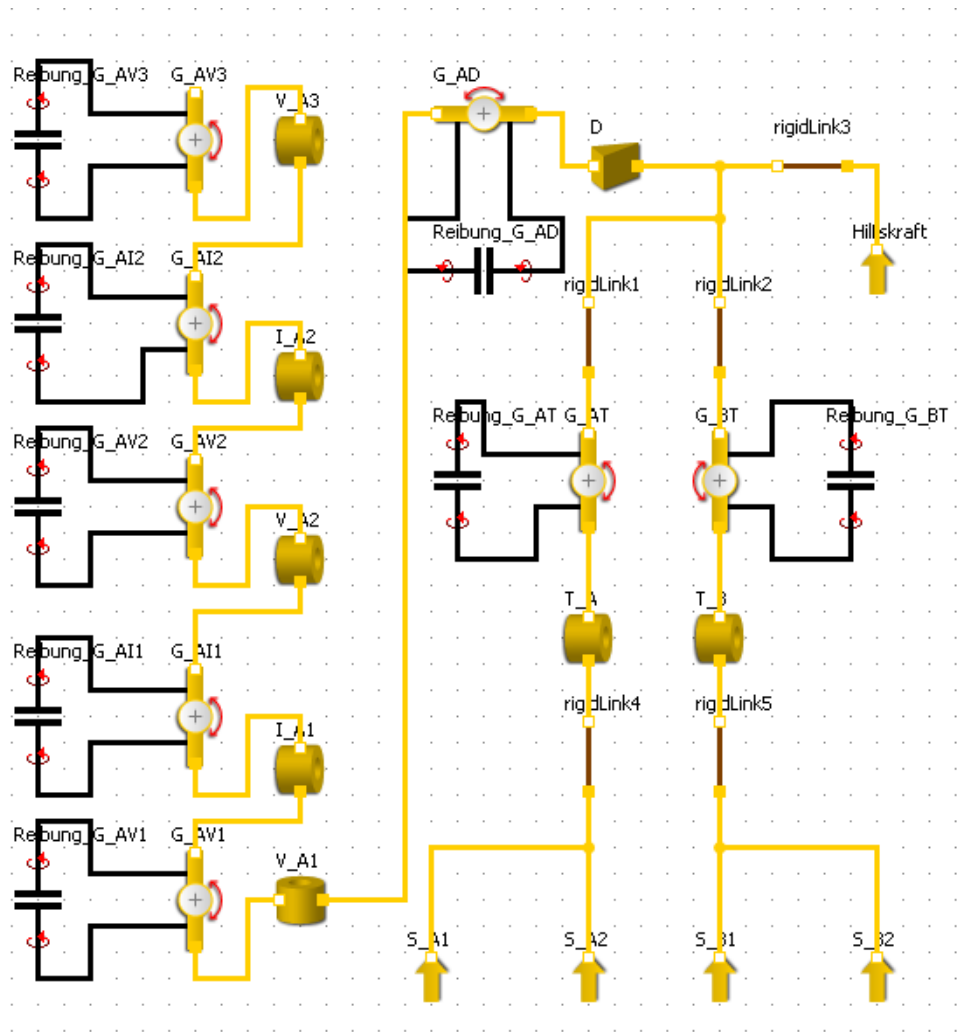 Reibung_G_AV3 G_AV3
V_A3
G_AD
D
rigidLink3
Reibung_G_AI2 G_AI2
Reibung_G_AD
Hilfskraft
rigidLink1
rigidLink2
I_A2
Reibung_G_AV2 G_AV2
Reibung_G_AT G_AT
G_BT
Reibung_G_BT
V_A2
T_A
T_B
Reibung_G_AI1 G_AI1
rigidLink4
rigidLink5
I_A1
Reibung_G_AV1 G_AV1
V_A1
S_A1
S_A2
S_B1
S_B2